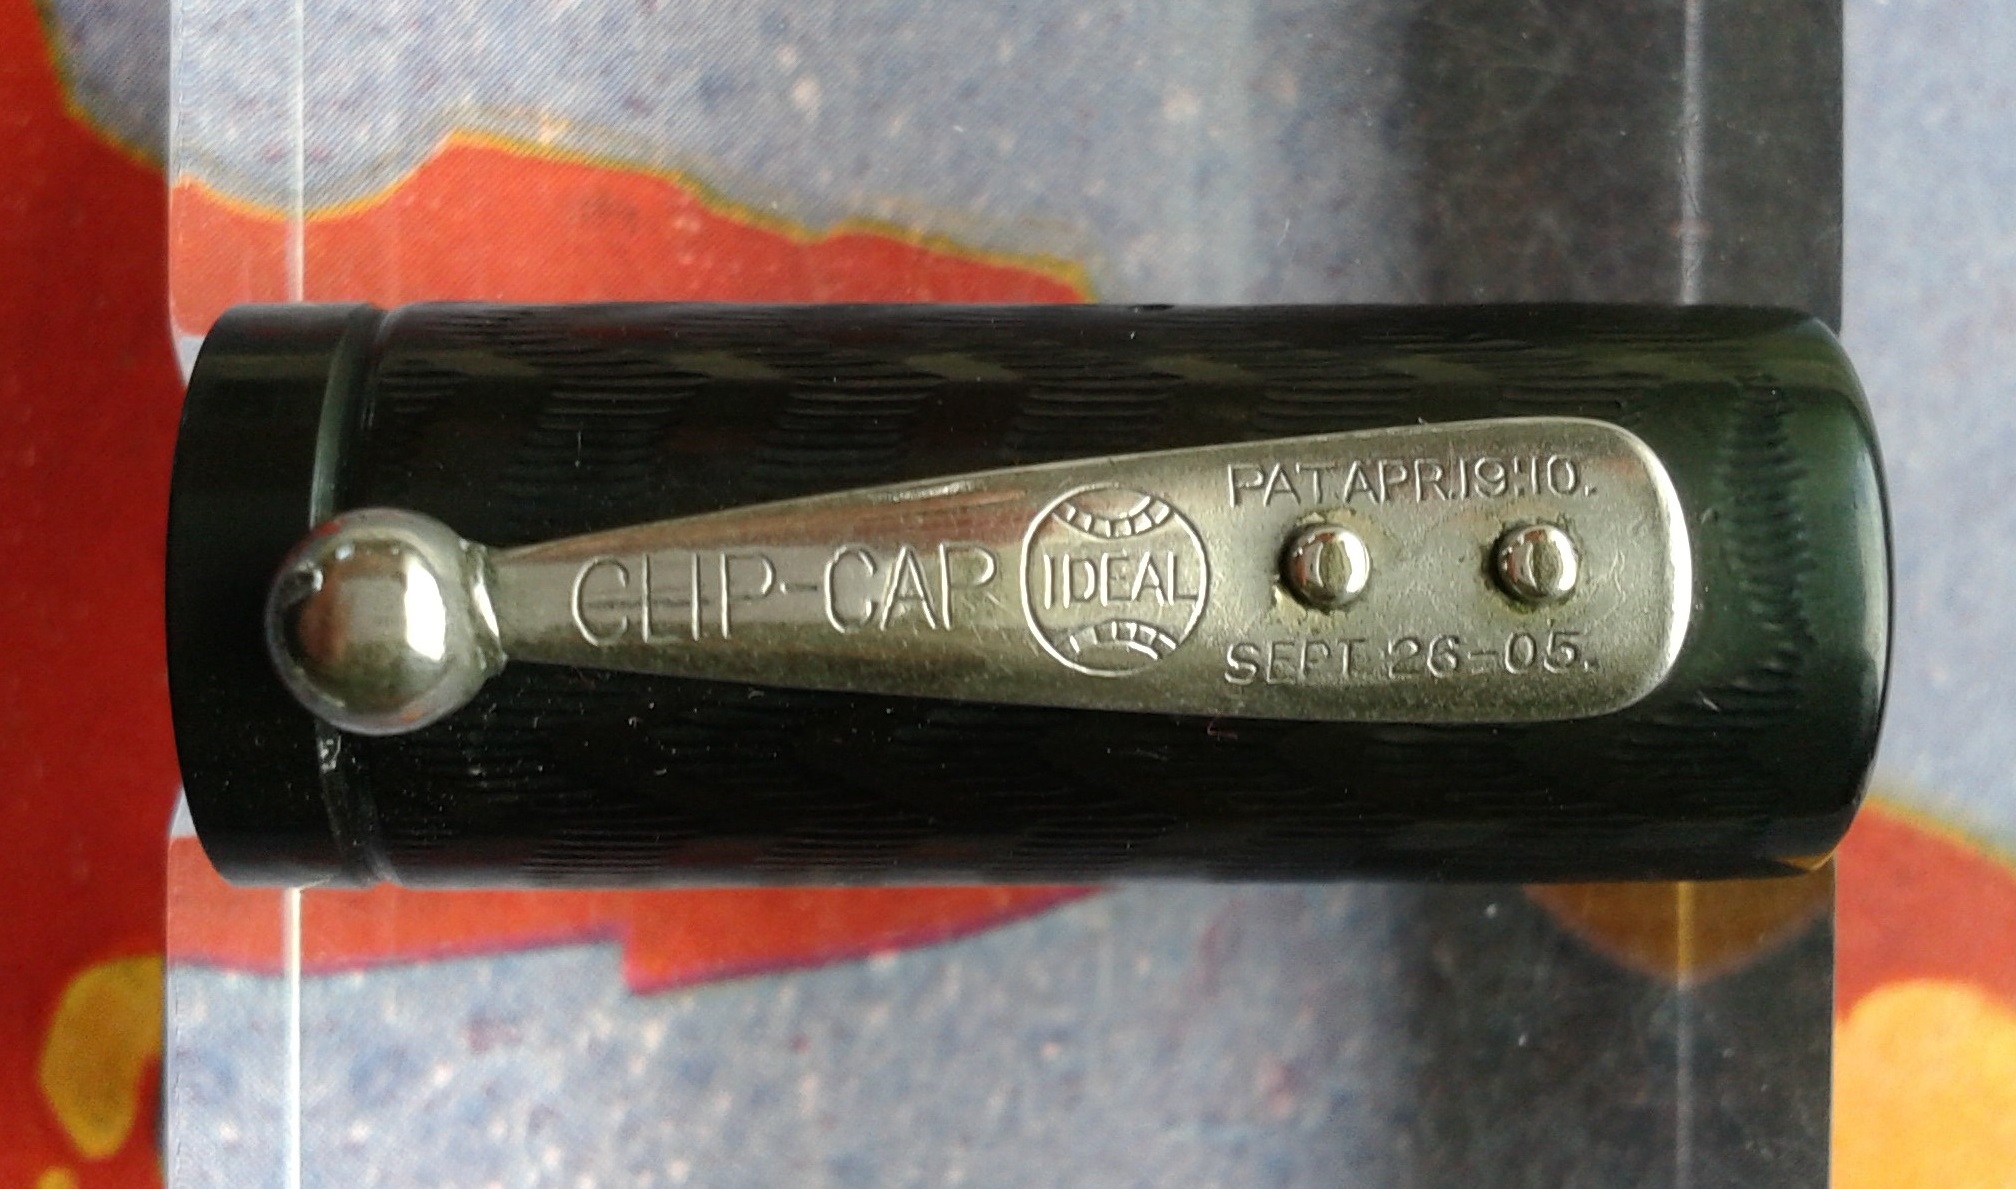 CLIP-CAP
IDEAL
PAT.APR.19'10.
SEPT. 26-05.